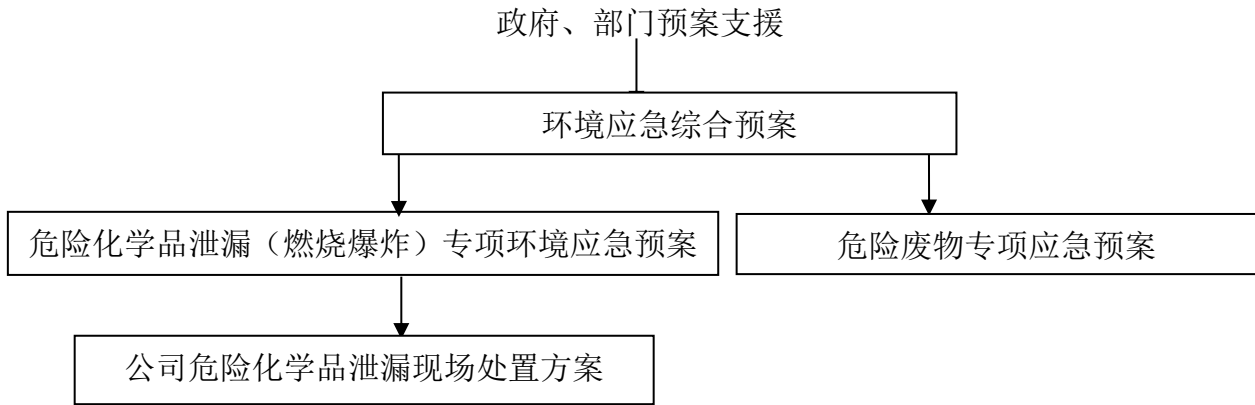 政府、部门预案支援
环境应急综合预案
危险化学品泄漏（燃烧爆炸）专项环境应急预案
危险废物专项应急预案
公司危险化学品泄漏现场处置方案